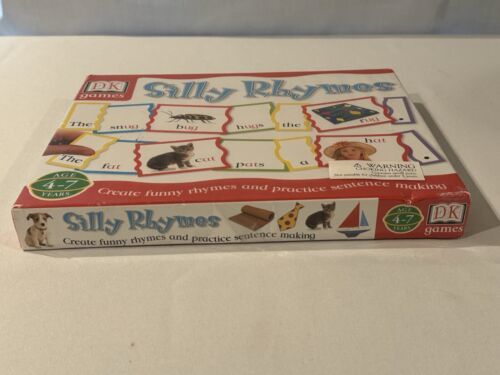 DK
games
Silly Rhymes
The snug bug hugs the rug .
The fat cat pats a hat .
WARNING
CHOKING HAZARD
AGE
4-7
YEARS
Create funny rhymes and practice sentence making
Silly Rhymes
Create funny rhymes and practice sentence making
AGE
4-7
YEARS
DK
games